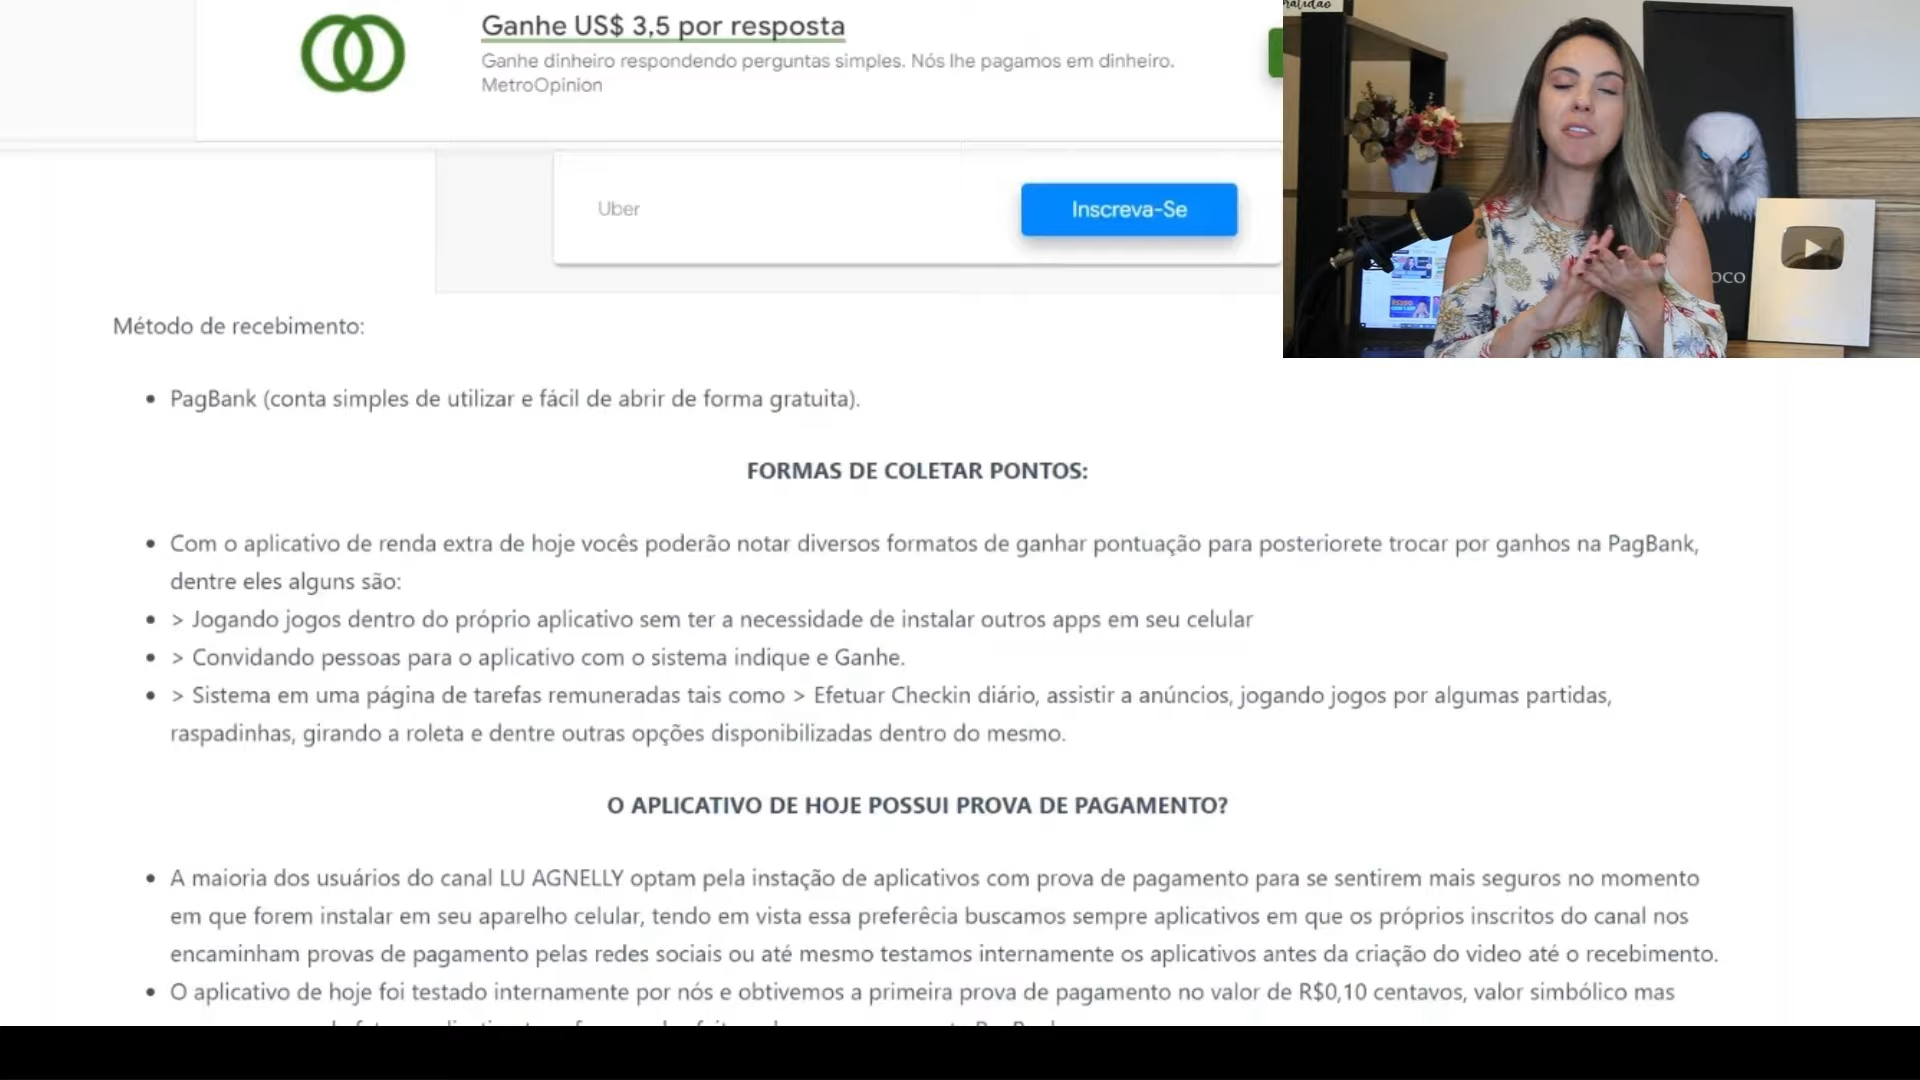 Ganhe US$ 3,5 por resposta
Ganhe dinheiro respondendo perguntas simples. Nós lhe pagamos em dinheiro.
MetroOpinion
Uber
Inscreva-Se
Método de recebimento:
• PagBank (conta simples de utilizar e fácil de abrir de forma gratuita).
FORMAS DE COLETAR PONTOS:
• Com o aplicativo de renda extra de hoje vocês poderão notar diversos formatos de ganhar pontuação para posteriorete trocar por ganhos na PagBank,
dentre eles alguns são:
• > Jogando jogos dentro do próprio aplicativo sem ter a necessidade de instalar outros apps em seu celular
• > Convidando pessoas para o aplicativo com o sistema indique e Ganhe.
• > Sistema em uma página de tarefas remuneradas tais como > Efetuar Checkin diário, assistir a anúncios, jogando jogos por algumas partidas,
raspadinhas, girando a roleta e dentre outras opções disponibilizadas dentro do mesmo.
O APLICATIVO DE HOJE POSSUI PROVA DE PAGAMENTO?
• A maioria dos usuários do canal LU AGNELLY optam pela instação de aplicativos com prova de pagamento para se sentirem mais seguros no momento
em que forem instalar em seu aparelho celular, tendo em vista essa preferêcia buscamos sempre aplicativos em que os próprios inscritos do canal nos
encaminham provas de pagamento pelas redes sociais ou até mesmo testamos internamente os aplicativos antes da criação do video até o recebimento.
• O aplicativo de hoje foi testado internamente por nós e obtivemos a primeira prova de pagamento no valor de R$0,10 centavos, valor simbólico mas
oco